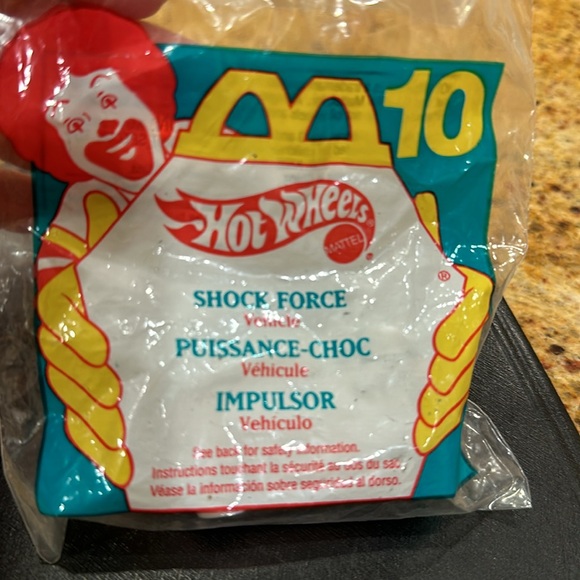 10
HOT WHEELS
MATTEL
®
SHOCK FORCE
Vehicle
PUISSANCE-CHOC
Véhicule
IMPULSOR
Vehículo
See back for safety information.
Instructions touchant la sécurité au dos du sac.
Véase la información sobre seguridad al dorso.